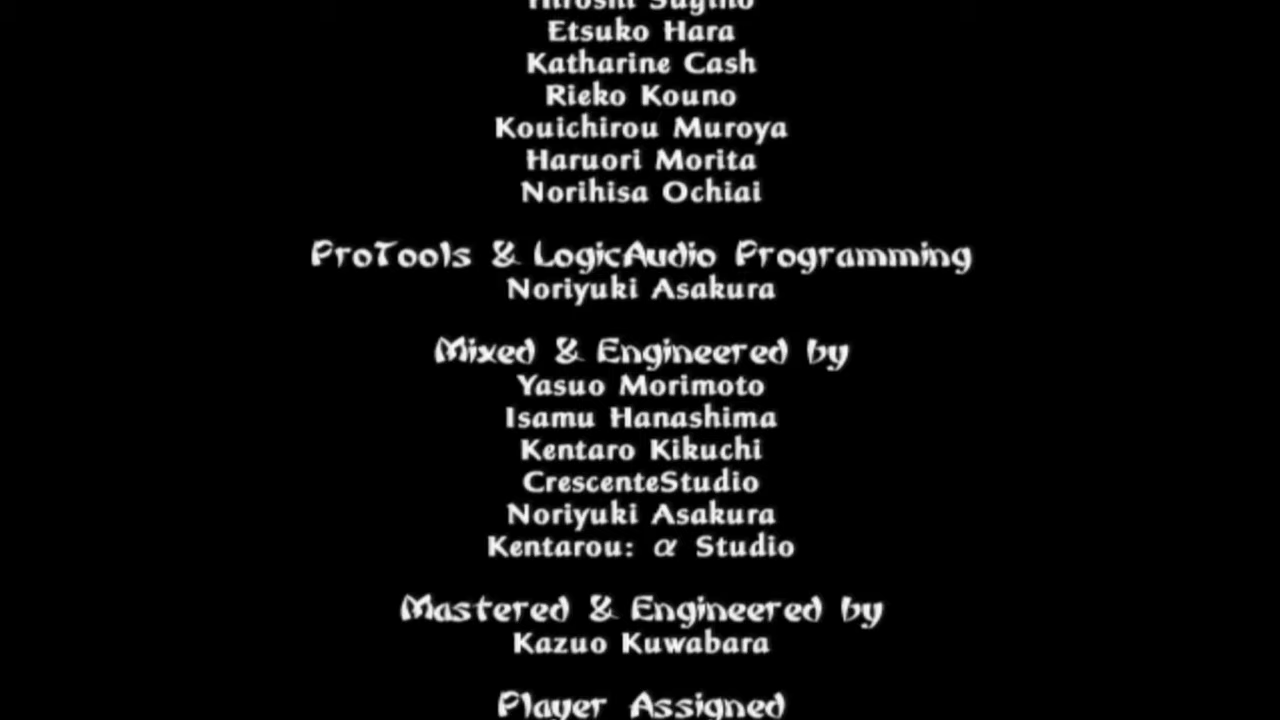 Hiroshi Sugino
Etsuko Hara
Katharine Cash
Rieko Kouno
Kouichirou Muroya
Haruori Morita
Norihisa Ochiai
ProTools & LogicAudio Programming
Noriyuki Asakura
Mixed & Engineered by
Yasuo Morimoto
Isamu Hanashima
Kentaro Kikuchi
CrescenteStudio
Noriyuki Asakura
Kentarou: α Studio
Mastered & Engineered by
Kazuo Kuwabara
Player Assigned